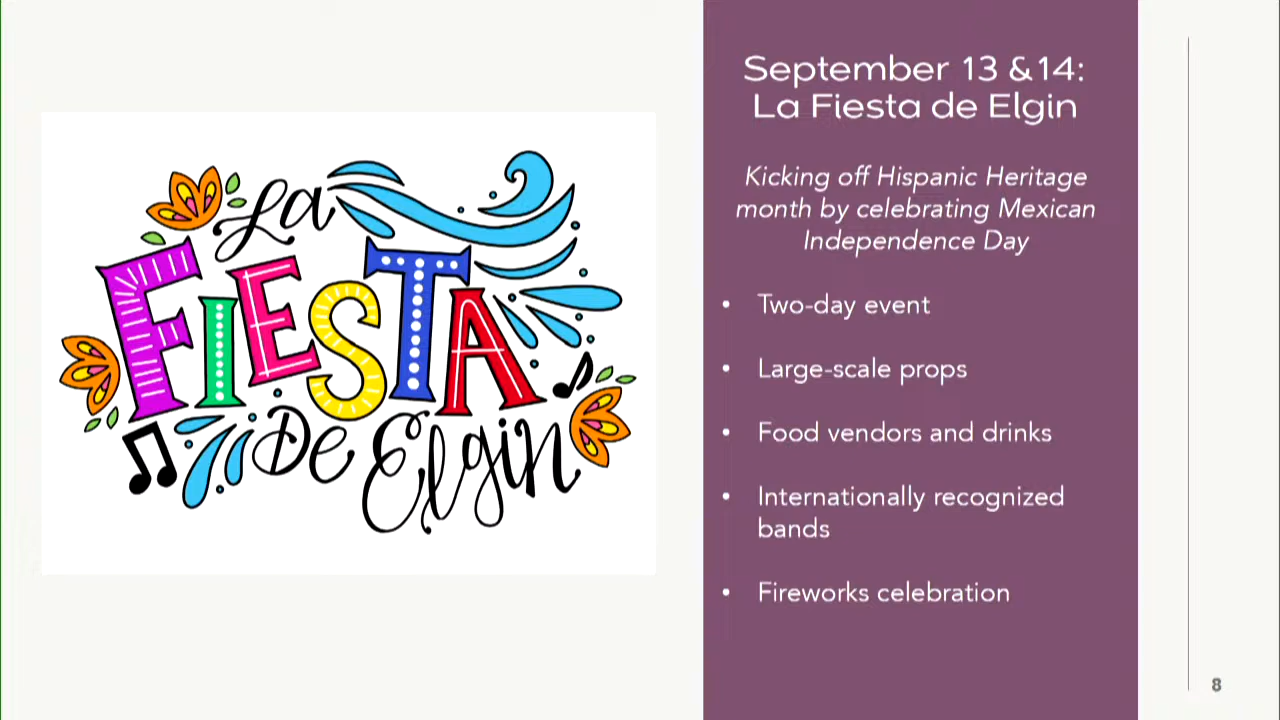 La
FIESTA
De Elgin
September 13 &14:
La Fiesta de Elgin
Kicking off Hispanic Heritage
month by celebrating Mexican
Independence Day
• Two-day event
• Large-scale props
• Food vendors and drinks
• Internationally recognized
bands
• Fireworks celebration
8